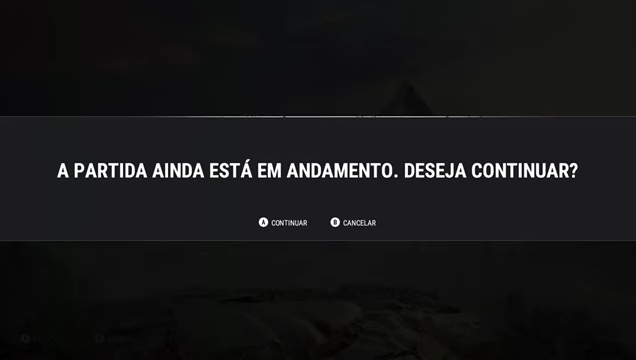 A PARTIDA AINDA ESTÁ EM ANDAMENTO. DESEJA CONTINUAR?
A CONTINUAR B CANCELAR